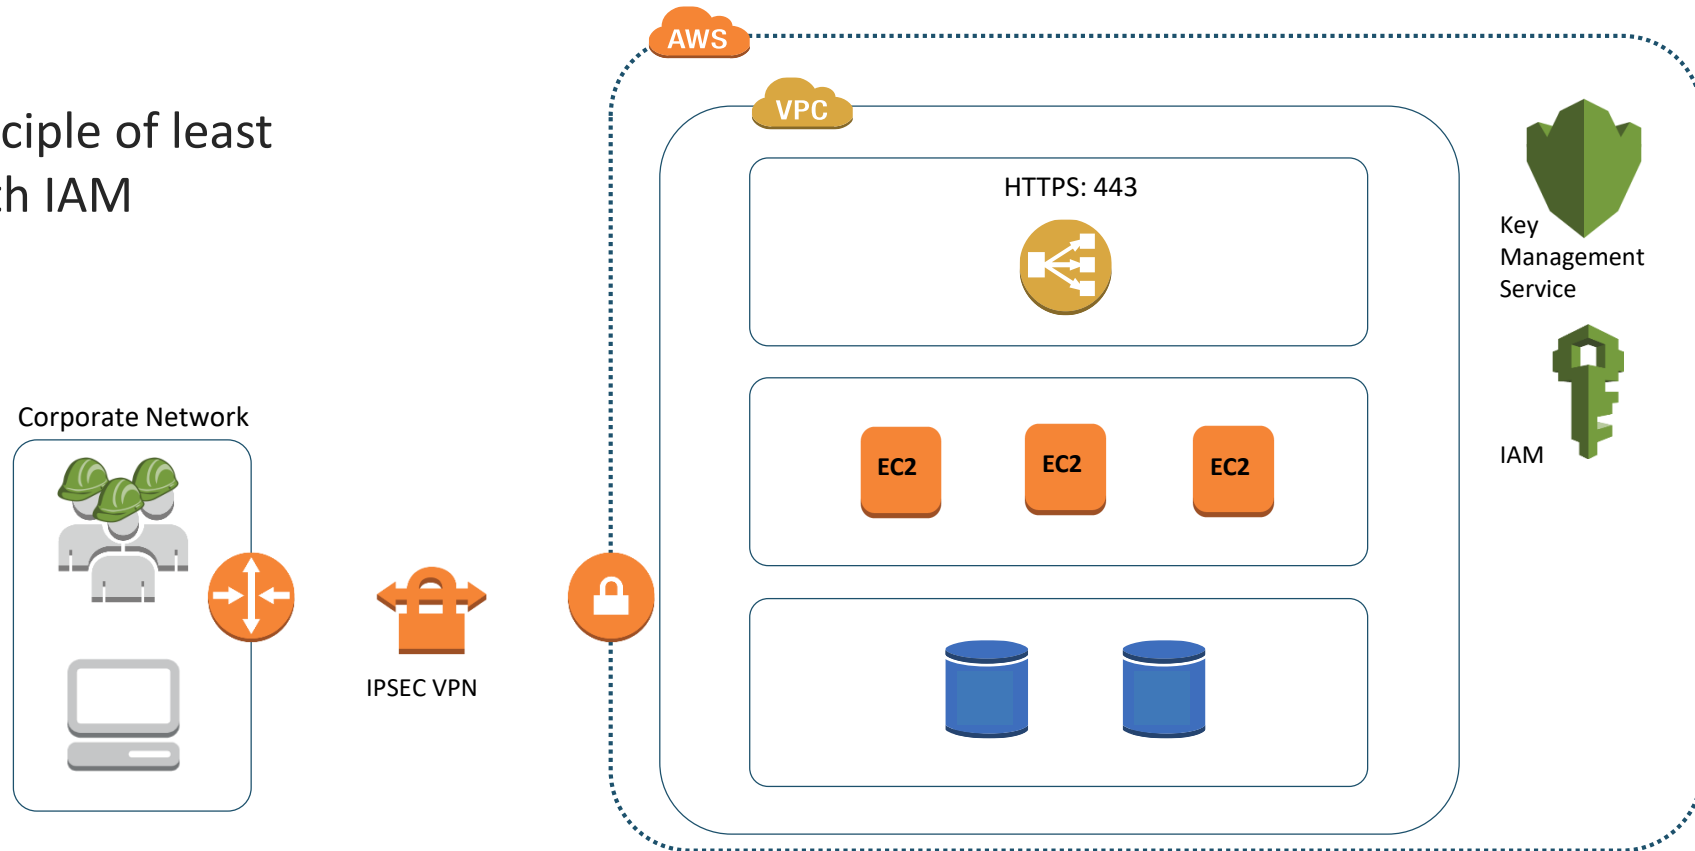 ciple of least
th IAM
AWS
VPC
HTTPS: 443
Key
Management
Service
IAM
EC2
EC2
EC2
Corporate Network
IPSEC VPN